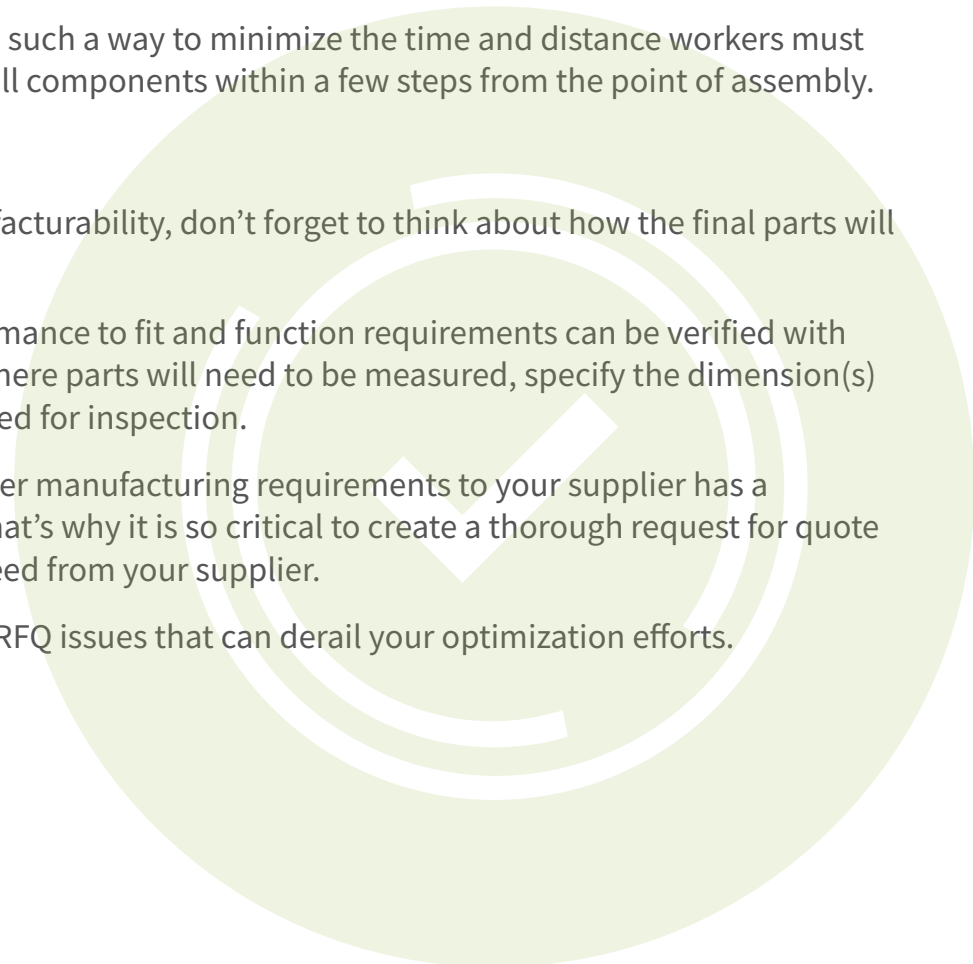 such a way to minimize the time and distance workers must
ll components within a few steps from the point of assembly.
facturability, don’t forget to think about how the final parts will
mance to fit and function requirements can be verified with
here parts will need to be measured, specify the dimension(s)
ed for inspection.
er manufacturing requirements to your supplier has a
at’s why it is so critical to create a thorough request for quote
eed from your supplier.
RFQ issues that can derail your optimization efforts.